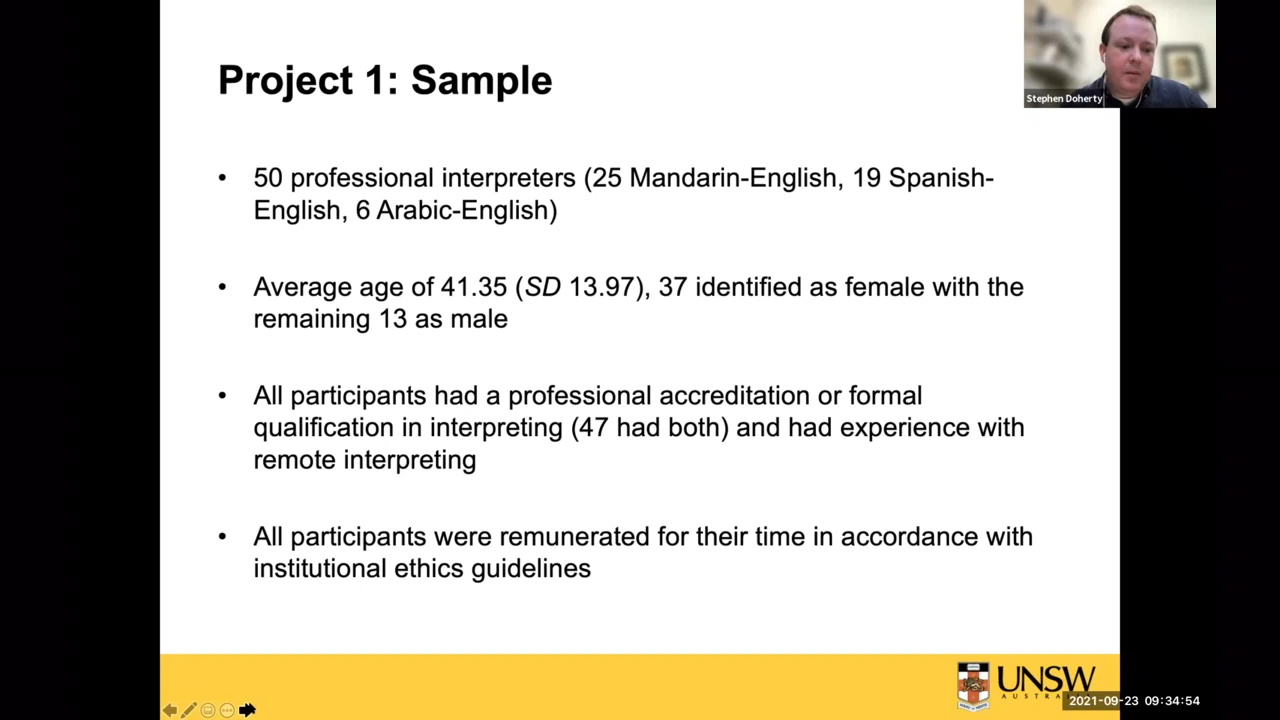 Project 1: Sample
Stephen Doherty
• 50 professional interpreters (25 Mandarin-English, 19 Spanish-
English, 6 Arabic-English)
• Average age of 41.35 (SD 13.97), 37 identified as female with the
remaining 13 as male
• All participants had a professional accreditation or formal
qualification in interpreting (47 had both) and had experience with
remote interpreting
• All participants were remunerated for their time in accordance with
institutional ethics guidelines
UNSW
2021-09-23 09:34:54